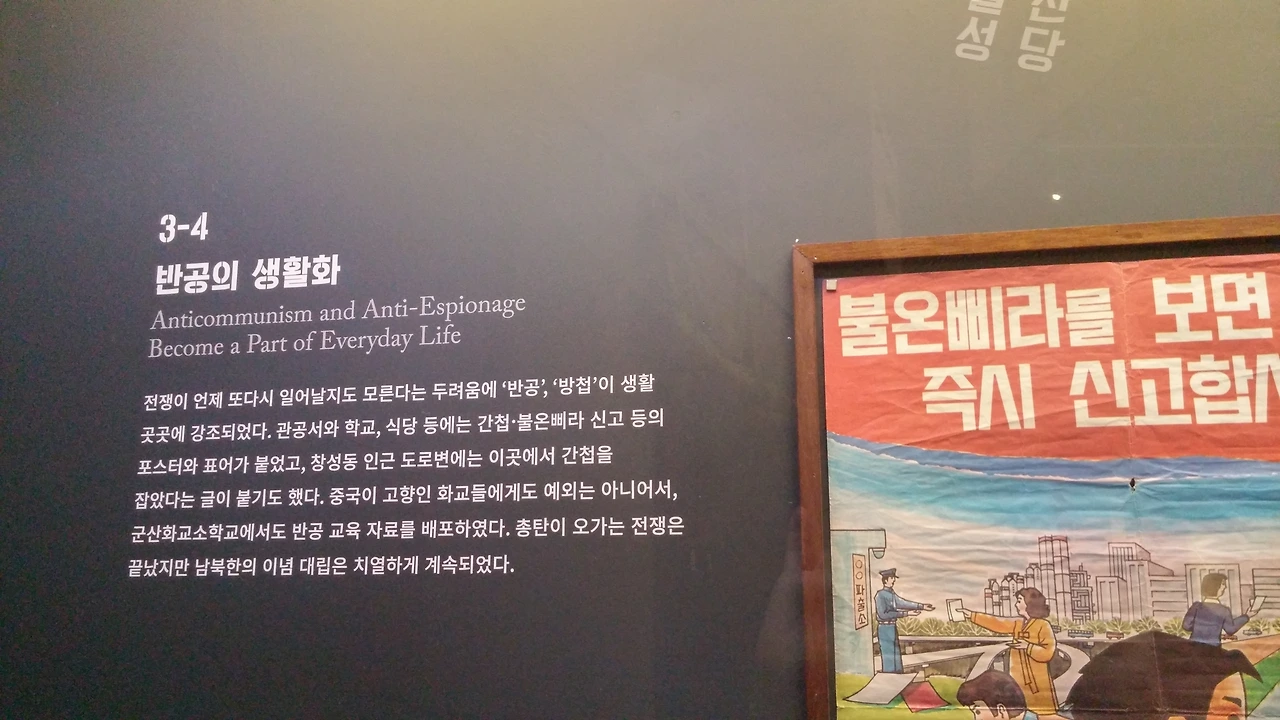 성 당
3-4
반공의 생활화
Anticommunism and Anti-Espionage
Become a Part of Everyday Life
전쟁이 언제 또다시 일어날지도 모른다는 두려움에 ‘반공’, ‘방첩’이 생활
곳곳에 강조되었다. 관공서와 학교, 식당 등에는 간첩·불온삐라 신고 등의
포스터와 표어가 붙었고, 창성동 인근 도로변에는 이곳에서 간첩을
잡았다는 글이 붙기도 했다. 중국이 고향인 화교들에게도 예외는 아니어서,
군산화교소학교에서도 반공 교육 자료를 배포하였다. 총탄이 오가는 전쟁은
끝났지만 남북한의 이념 대립은 치열하게 계속되었다.
불온삐라를 보면
즉시 신고합
○○파출소